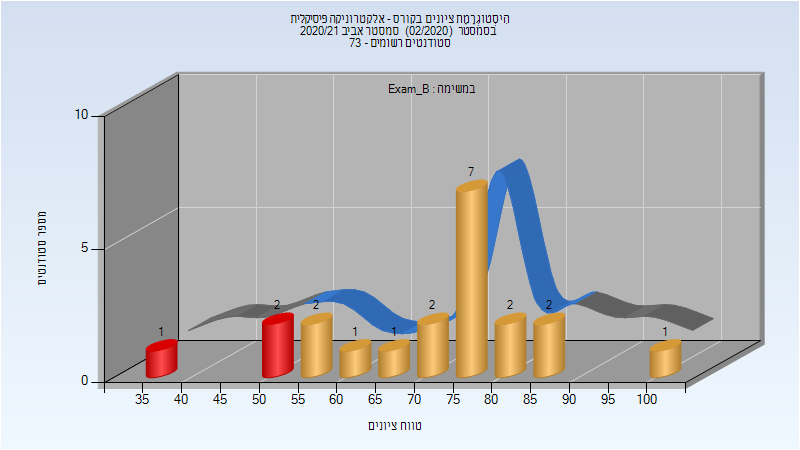 היסטוגרמת ציונים בקורס - אלקטרוניקה פיסיקלית
בסמסטר (02/2020) סמסטר אביב 2020/21
סטודנטים רשומים - 73
במשימה : Exam_B
10
5
0
מספר סטודנטים
1
2
2
1
1
2
7
2
2
1
35 40 45 50 55 60 65 70 75 80 85 90 95 100
טווח ציונים